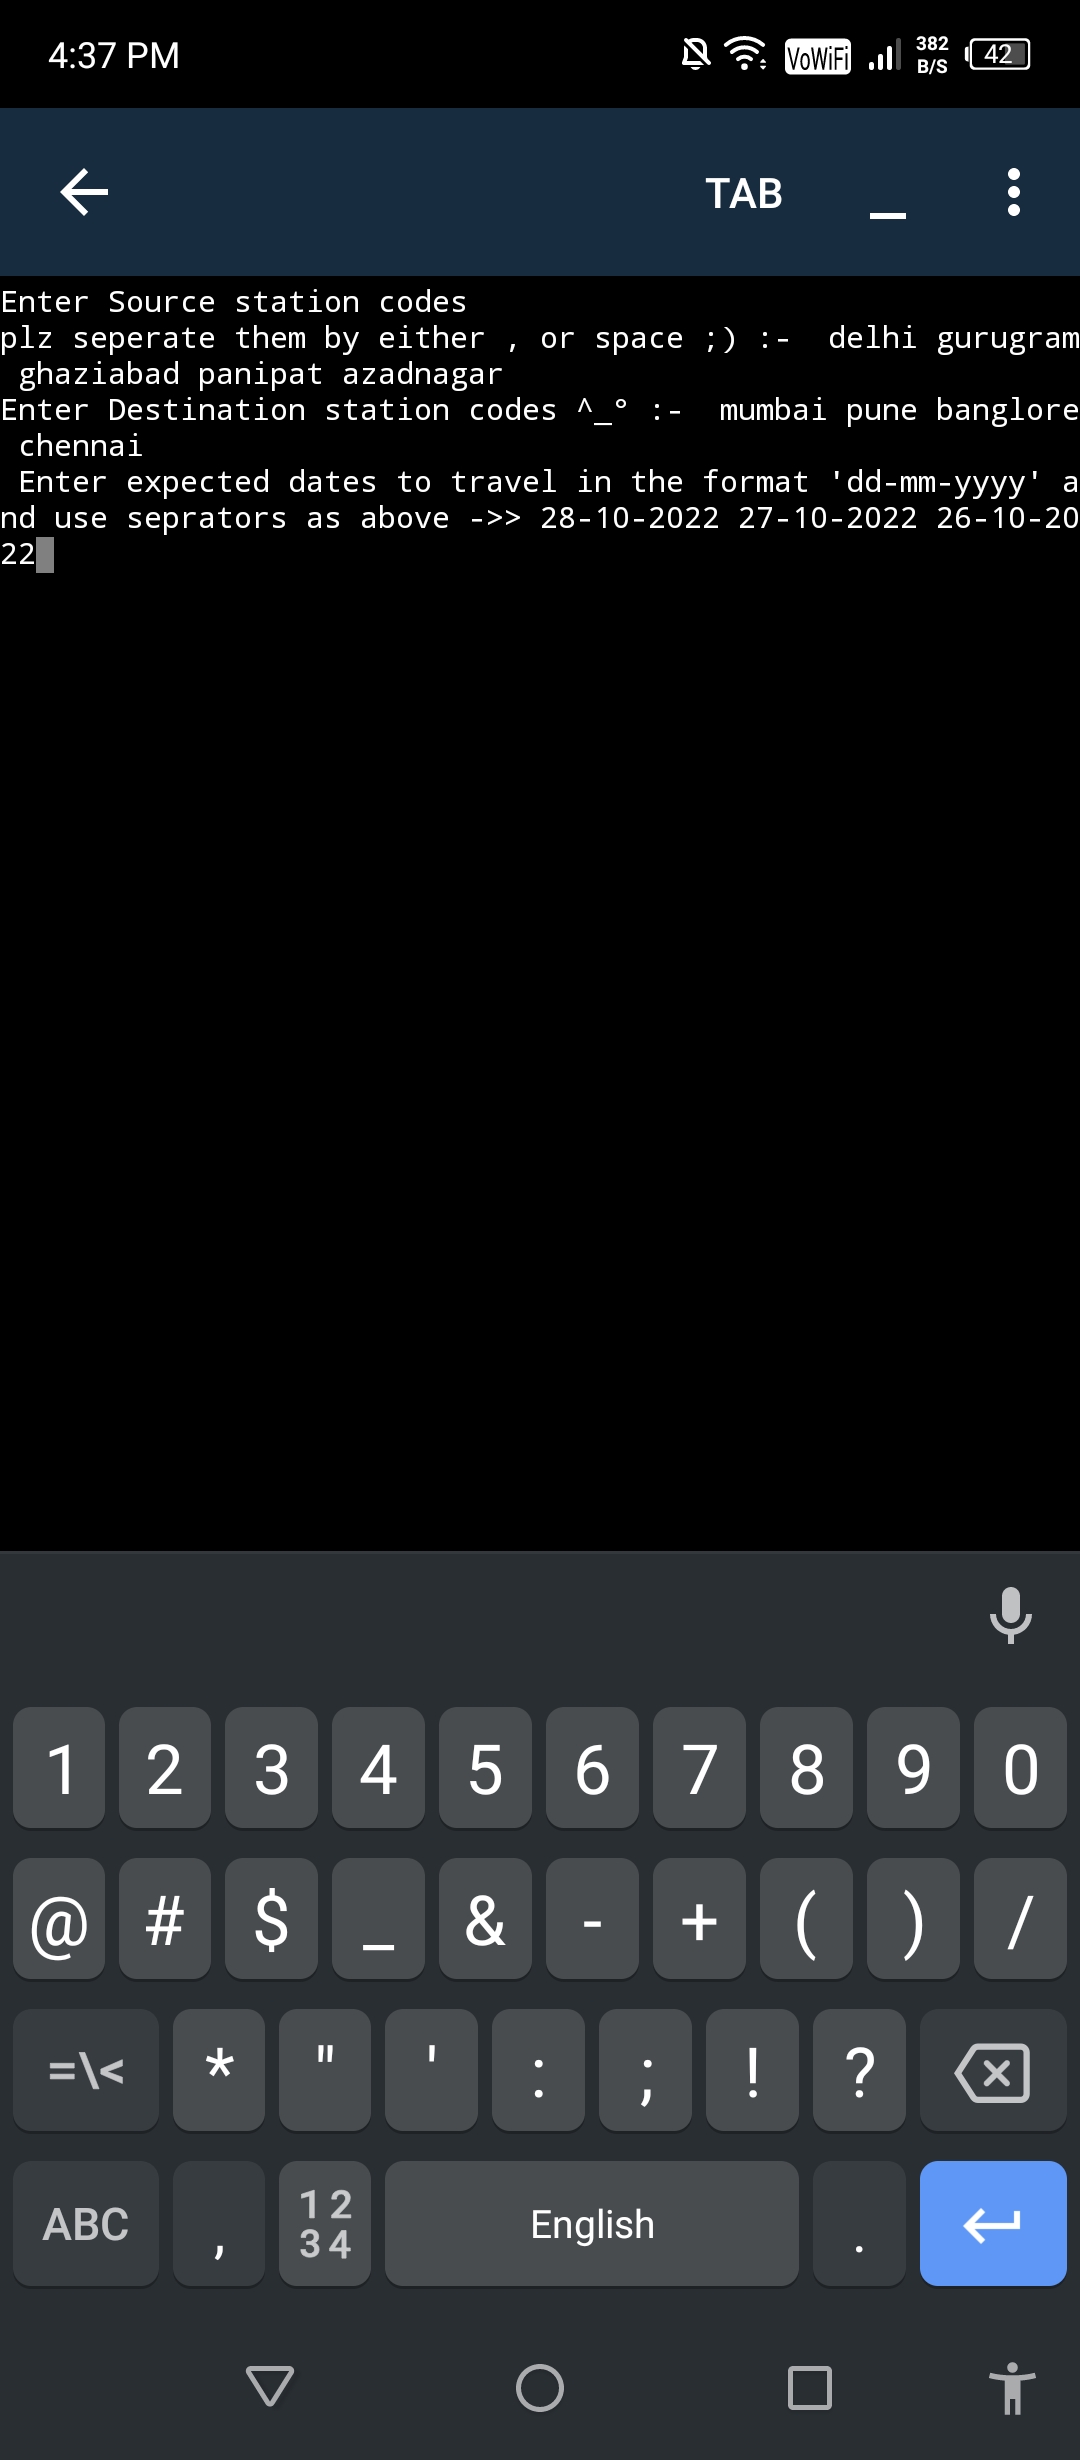 4:37 PM VoWiFi 382 B/S 42
TAB _
Enter Source station codes
plz seperate them by either , or space ;) :-  delhi gurugram
 ghaziabad panipat azadnagar
Enter Destination station codes ^_° :-  mumbai pune banglore
 chennai
 Enter expected dates to travel in the format 'dd-mm-yyyy' a
nd use seprators as above ->> 28-10-2022 27-10-2022 26-10-20
22
1 2 3 4 5 6 7 8 9 0
@ # $ _ & - + ( ) /
=\< * " ' : ; ! ?
ABC , 12 34 English .